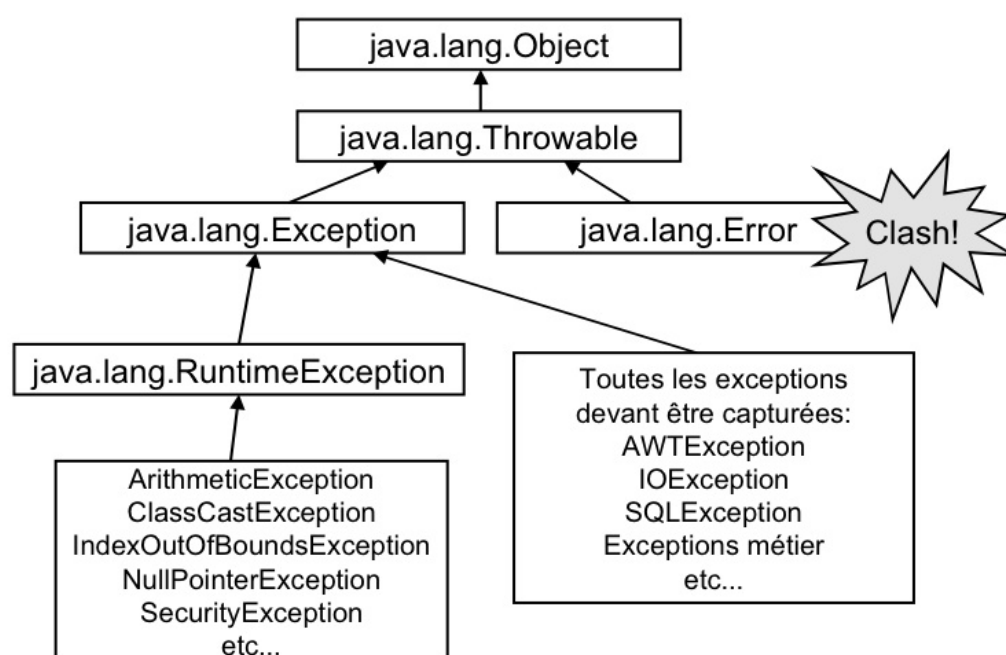 java.lang.Object
java.lang.Throwable
java.lang.Exception
java.lang.Error
Clash!
java.lang.RuntimeException
Toutes les exceptions
devant être capturées:
AWTException
IOException
SQLException
Exceptions métier
etc...
ArithmeticException
ClassCastException
IndexOutOfBoundsException
NullPointerException
SecurityException
etc...